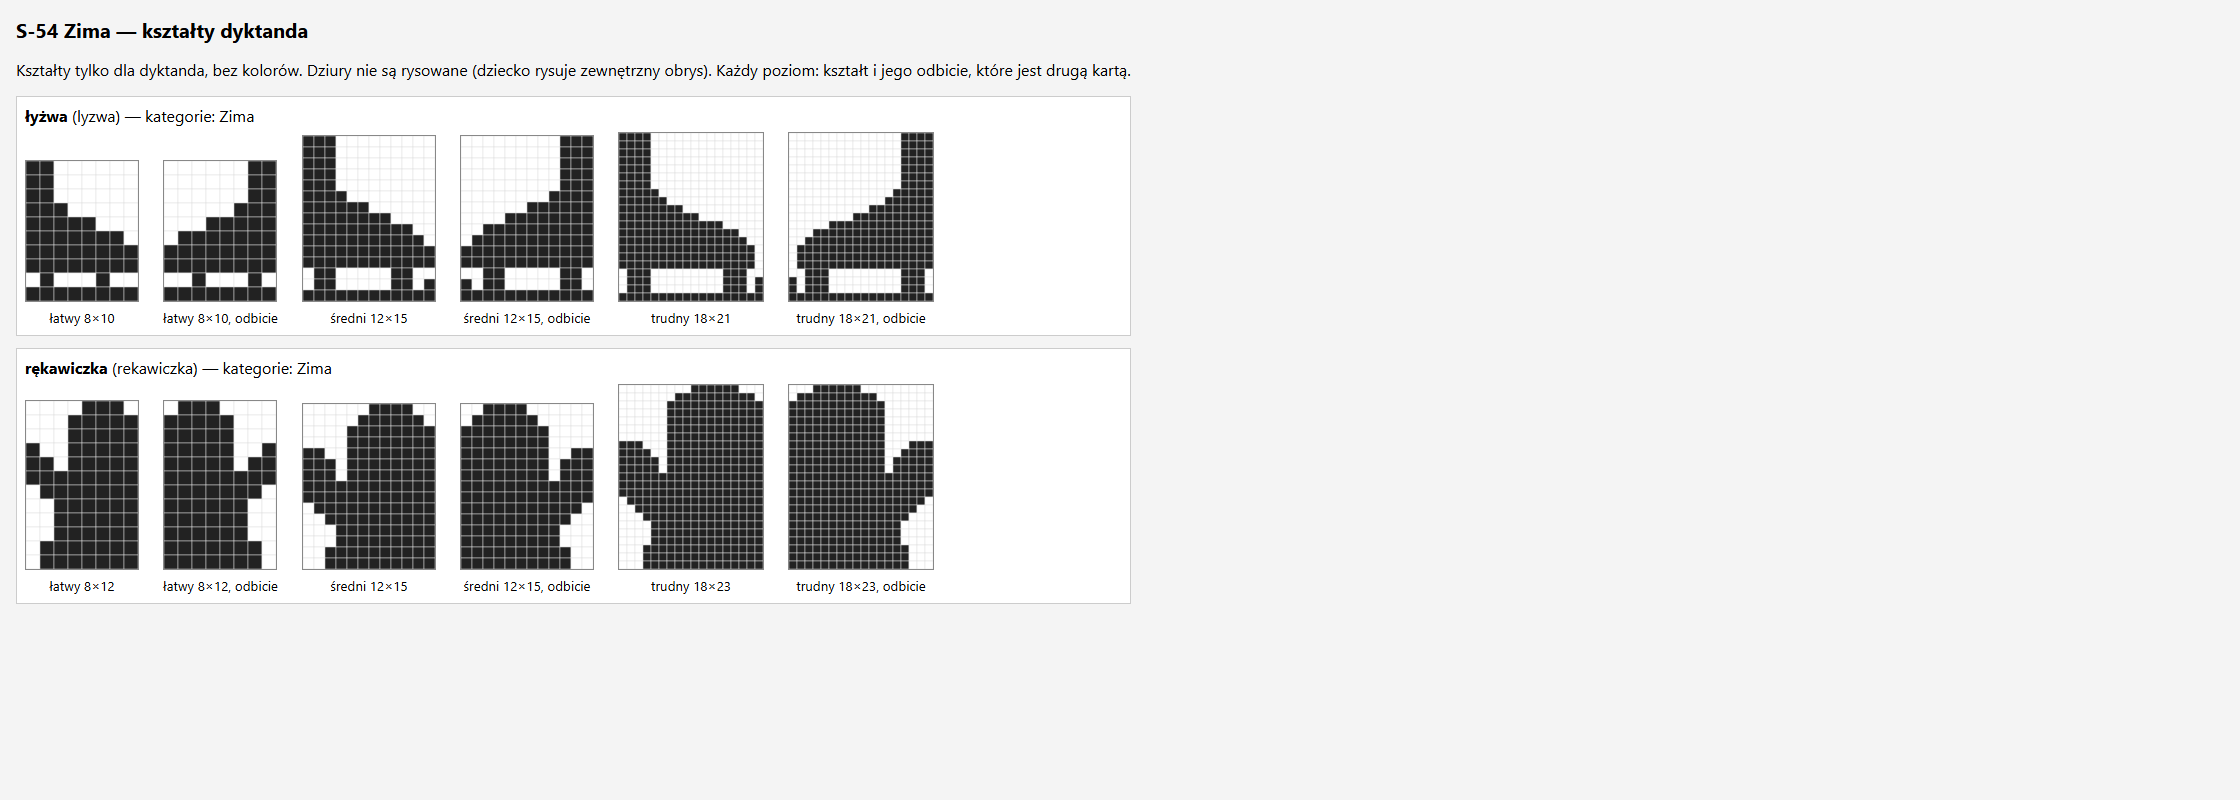 S-54 Zima — kształty dyktanda
Kształty tylko dla dyktanda, bez kolorów. Dziury nie są rysowane (dziecko rysuje zewnętrzny obrys). Każdy poziom: kształt i jego odbicie, które jest drugą kartą.
łyżwa (lyzwa) — kategorie: Zima
łatwy 8×10 łatwy 8×10, odbicie średni 12×15 średni 12×15, odbicie trudny 18×21 trudny 18×21, odbicie
rękawiczka (rekawiczka) — kategorie: Zima
łatwy 8×12 łatwy 8×12, odbicie średni 12×15 średni 12×15, odbicie trudny 18×23 trudny 18×23, odbicie